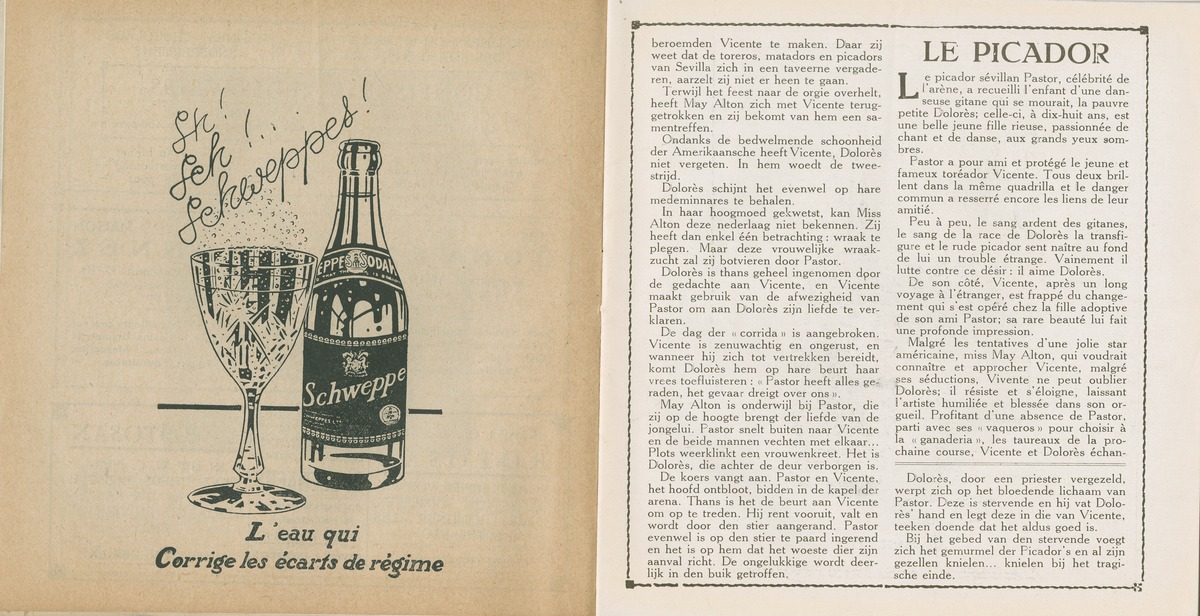 Sh!
Sch!..
Schweppes!
EPPES SODA
Schweppe
L'eau qui
Corrige les écarts de régime
beroemden Vicente te maken. Daar zij
weet dat de toreros, matadors en picadors
van Sevilla zich in een taveerne vergade-
ren, aarzelt zij niet er heen te gaan.
Terwijl het feest naar de orgie overhelt,
heeft May Alton zich met Vicente terug-
getrokken en zij bekomt van hem een sa-
mentreffen.
Ondanks de bedwelmende schoonheid
der Amerikaansche heeft Vicente, Dolorès
niet vergeten. In hem woedt de twee-
strijd.
Dolorès schijnt het evenwel op hare
medeminnares te behalen.
In haar hoogmoed gekwetst, kan Miss
Alton deze nederlaag niet bekennen. Zij
heeft dan enkel één betrachting : wraak te
plegen. Maar deze vrouwelijke wraak-
zucht zal zij botvieren door Pastor.
Dolorès is thans geheel ingenomen door
de gedachte aan Vicente, en Vicente
maakt gebruik van de afwezigheid van
Pastor om aan Dolorès zijn liefde te ver-
klaren.
De dag der « corrida » is aangebroken.
Vicente is zenuwachtig en ongerust, en
wanneer hij zich tot vertrekken bereidt,
komt Dolorès hem op hare beurt haar
vrees toefluisteren : « Pastor heeft alles ge-
raden, het gevaar dreigt over ons ».
May Alton is onderwijl bij Pastor, die
zij op de hoogte brengt der liefde van de
jongelui. Pastor snelt buiten naar Vicente
en de beide mannen vechten met elkaar...
Plots weerklinkt een vrouwenkreet. Het is
Dolorès, die achter de deur verborgen is.
De koers vangt aan. Pastor en Vicente,
het hoofd ontbloot, bidden in de kapel der
arena. Thans is het de beurt aan Vicente
om op te treden. Hij rent vooruit, valt en
wordt door den stier aangerand. Pastor
evenwel is op den stier te paard ingerend
en het is op hem dat het woeste dier zijn
aanval richt. De ongelukkige wordt deer-
lijk in den buik getroffen,
LE PICADOR
Le picador sévillan Pastor, célébrité de
l'arène, a recueilli l'enfant d'une dan-
seuse gitane qui se mourait, la pauvre
petite Dolorès; celle-ci, à dix-huit ans, est
une belle jeune fille rieuse, passionnée de
chant et de danse, aux grands yeux som-
bres.
Pastor a pour ami et protégé le jeune et
fameux toréador Vicente. Tous deux bril-
lent dans la même quadrilla et le danger
commun a resserré encore les liens de leur
amitié.
Peu à peu, le sang ardent des gitanes,
le sang de la race de Dolorès la transfi-
gure et le rude picador sent naître au fond
de lui un trouble étrange. Vainement il
lutte contre ce désir : il aime Dolorès.
De son côté, Vicente, après un long
voyage à l'étranger, est frappé du change-
ment qui s'est opéré chez la fille adoptive
de son ami Pastor; sa rare beauté lui fait
une profonde impression.
Malgré les tentatives d'une jolie star
américaine, miss May Alton, qui voudrait
connaître et approcher Vicente, malgré
ses séductions, Vivente ne peut oublier
Dolorès; il résiste et s'éloigne, laissant
l'artiste humiliée et blessée dans son or-
gueil. Profitant d'une absence de Pastor,
parti avec ses « vaqueros » pour choisir à
la « ganaderia », les taureaux de la pro-
chaine course, Vicente et Dolorès échan-
Dolorès, door een priester vergezeld,
werpt zich op het bloedende lichaam van
Pastor. Deze is stervende en hij vat Dolo-
rès' hand en legt deze in die van Vicente,
teeken doende dat het aldus goed is.
Bij het gebed van den stervende voegt
zich het gemurmel der Picador's en al zijn
gezellen knielen... knielen bij het tragi-
sche einde.